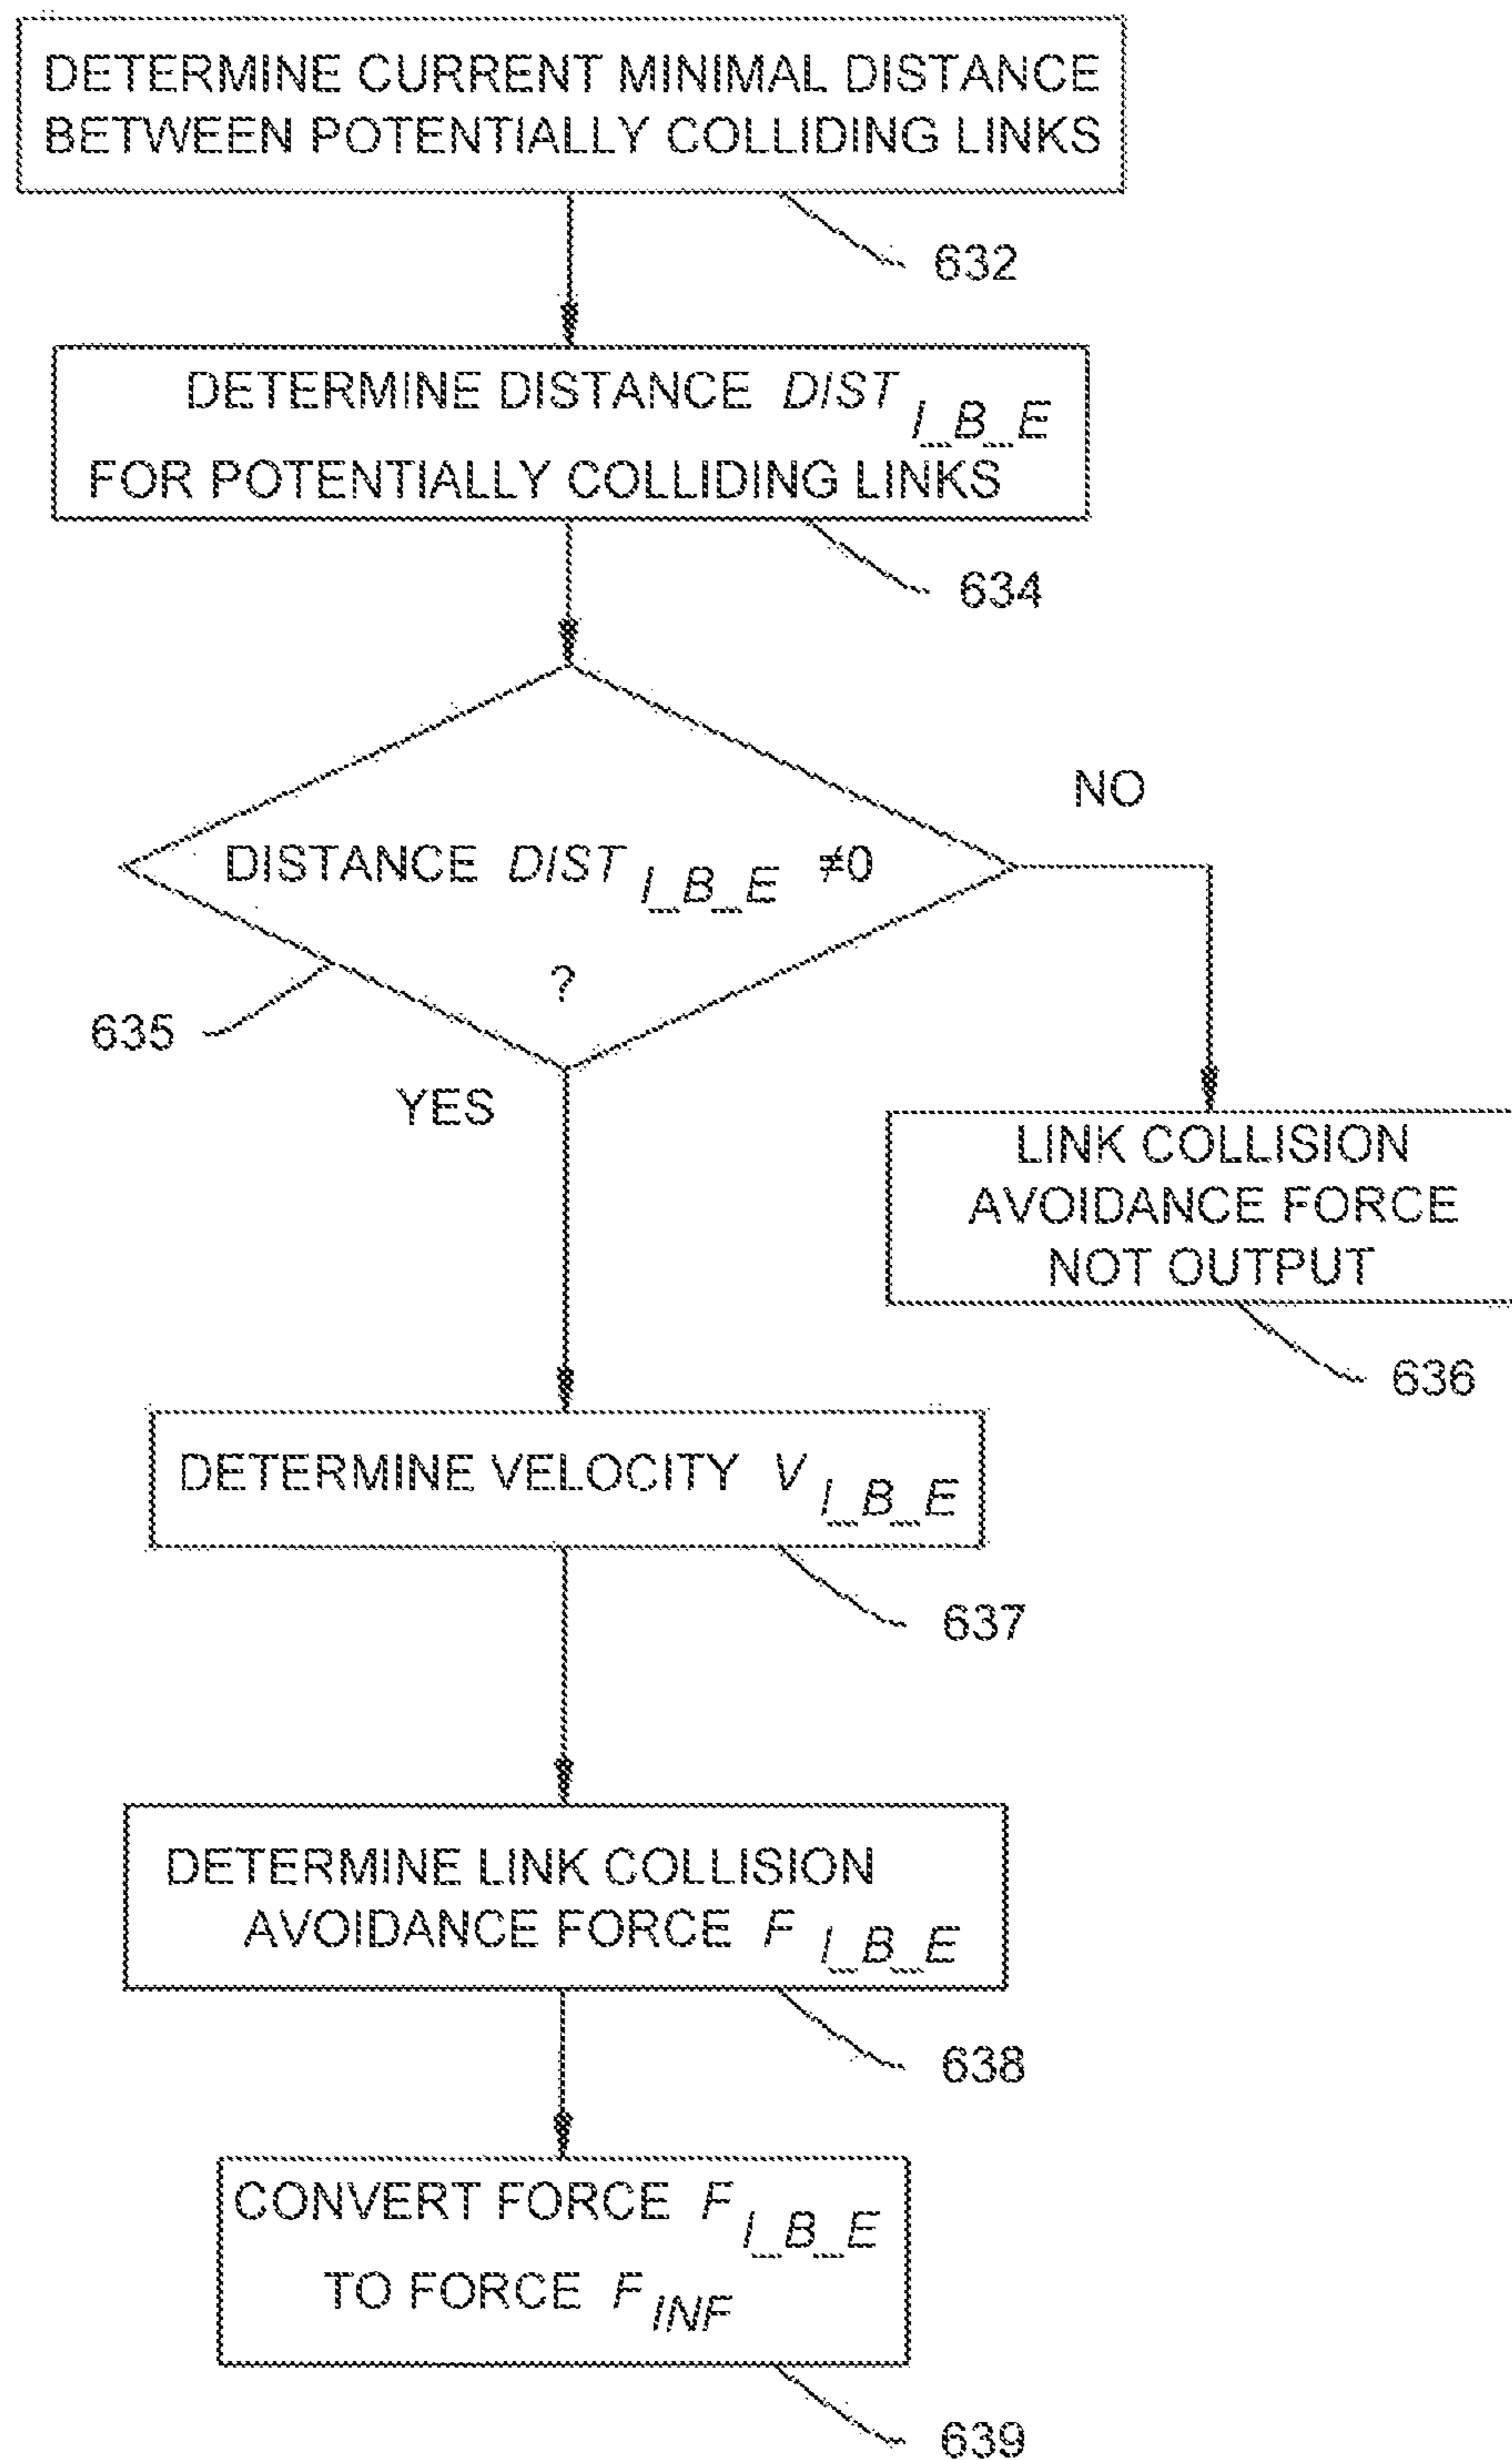 DETERMINE CURRENT MINIMAL DISTANCE
BETWEEN POTENTIALLY COLLIDING LINKS
632
DETERMINE DISTANCE DIST I_B_E
FOR POTENTIALLY COLLIDING LINKS
634
NO
DISTANCE DIST I_B_E ≠0
?
635
YES
LINK COLLISION
AVOIDANCE FORCE
NOT OUTPUT
636
DETERMINE VELOCITY V I_B_E
637
DETERMINE LINK COLLISION
AVOIDANCE FORCE F I_B_E
638
CONVERT FORCE F I_B_E
TO FORCE F INF
639